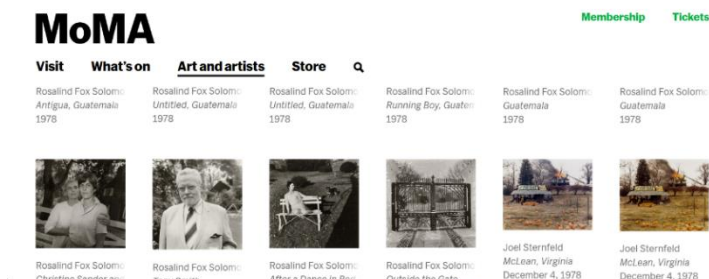 MoMA
Membership Tickets
Visit What's on Art and artists Store
Rosalind Fox Solomo Rosalind Fox Solomo Rosalind Fox Solomo Rosalind Fox Solomo Rosalind Fox Solomo Rosalind Fox Solomo
Antigua, Guatemala Untitled, Guatemala Untitled, Guatemala Running Boy, Guatem Guatemala Guatemala
1978 1978 1978 1978 1978 1978
Joel Sternfeld Joel Sternfeld
Rosalind Fox Solomo Rosalind Fox Solomo Rosalind Fox Solomo Rosalind Fox Solomo McLean, Virginia McLean, Virginia
December 4, 1978 December 4, 1978